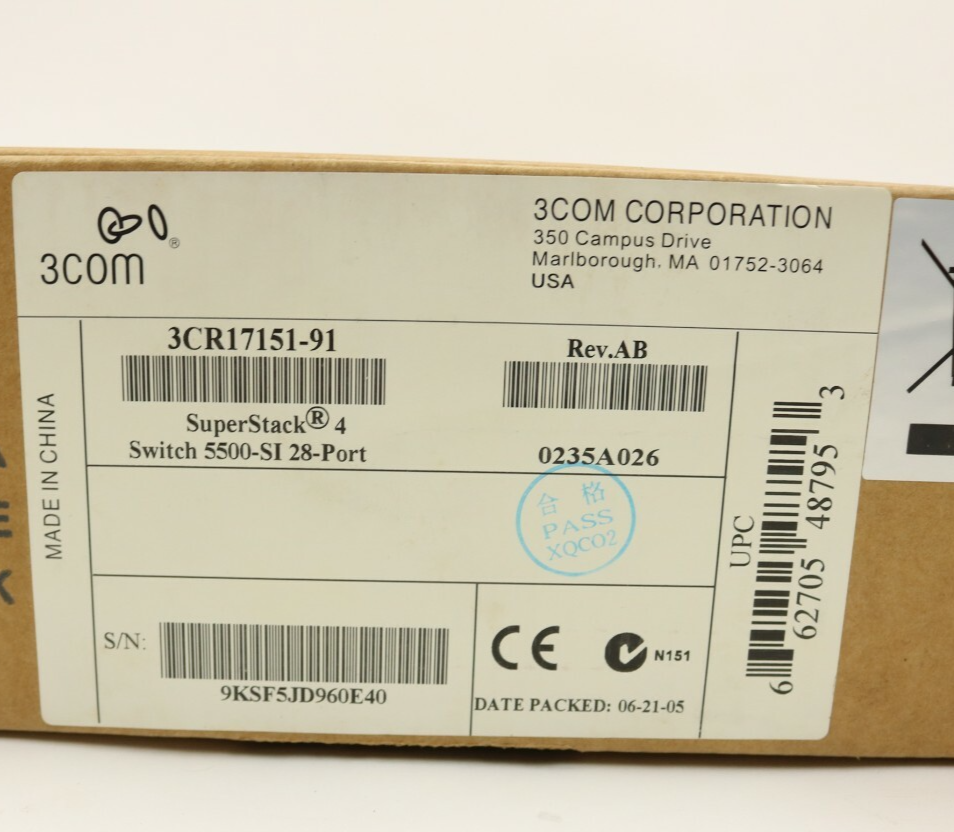 3COM
®
3COM CORPORATION
350 Campus Drive
Marlborough, MA 01752-3064
USA
MADE IN CHINA
3CR17151-91
SuperStack® 4
Switch 5500-SI 28-Port
Rev.AB
0235A026
合 格
PASS
XQC02
S/N:
9KSF5JD960E40
N151
DATE PACKED: 06-21-05
UPC
6 62705 48795 3